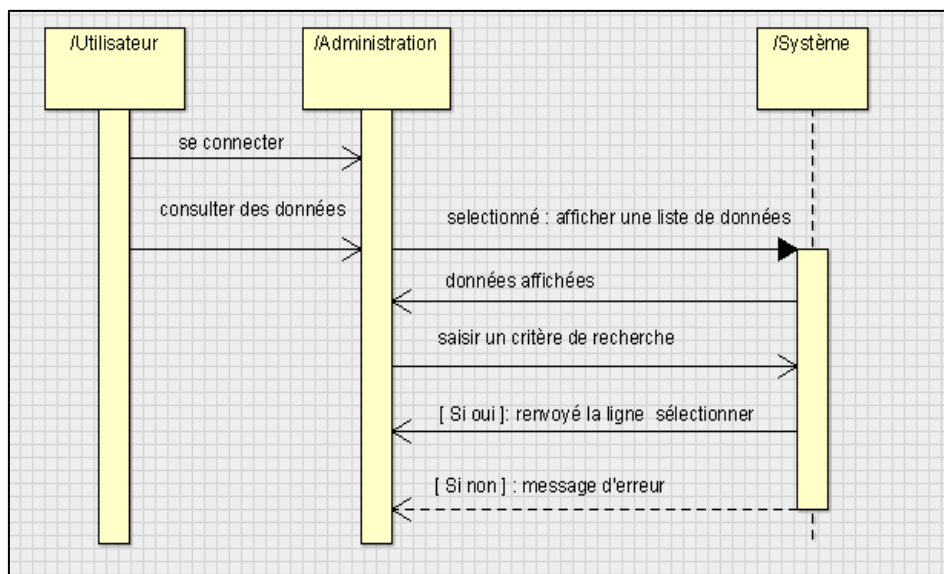 /Utilisateur
/Administration
/Système
se connecter
consulter des données
selectionné : afficher une liste de données
données affichées
saisir un critère de recherche
[ Si oui ]: renvoyé la ligne sélectionner
[ Si non ] : message d'erreur